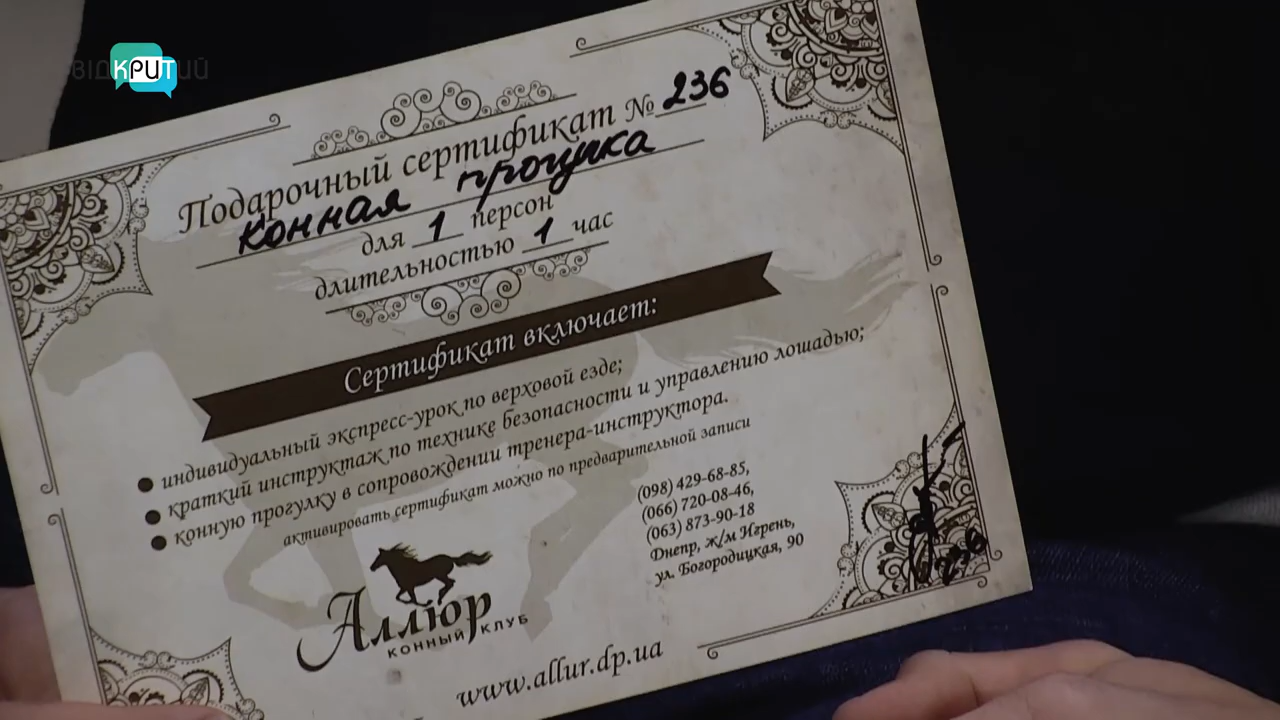 ВІДКРИТИЙ
Подарочный сертификат № 236
конная прогулка
для 1 персон
длительностью 1 час
Сертификат включает:
● индивидуальный экспресс-урок по верховой езде;
● краткий инструктаж по технике безопасности и управлению лошадью;
● конную прогулку в сопровождении тренера-инструктора.
активировать сертификат можно по предварительной записи
(098) 429-68-85,
(066) 720-08-46,
(063) 873-90-18
Днепр, ж/м Игрень,
ул. Богородицкая, 90
Аллюр
КОННЫЙ КЛУБ
www.allur.dp.ua